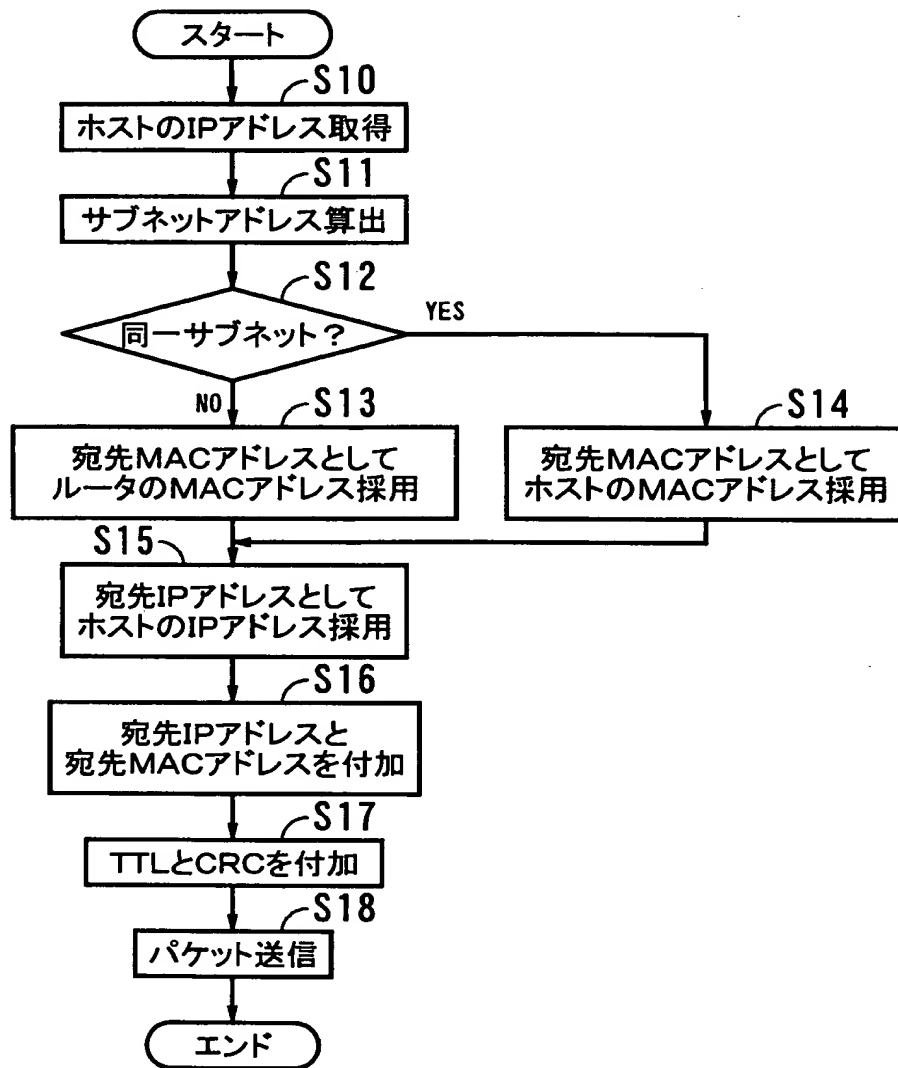 スタート
S10
ホストのIPアドレス取得
S11
サブネットアドレス算出
S12
同一サブネット？
YES
NO
S13
宛先MACアドレスとして
ルータのMACアドレス採用
S14
宛先MACアドレスとして
ホストのMACアドレス採用
S15
宛先IPアドレスとして
ホストのIPアドレス採用
S16
宛先IPアドレスと
宛先MACアドレスを付加
S17
TTLとCRCを付加
S18
パケット送信
エンド